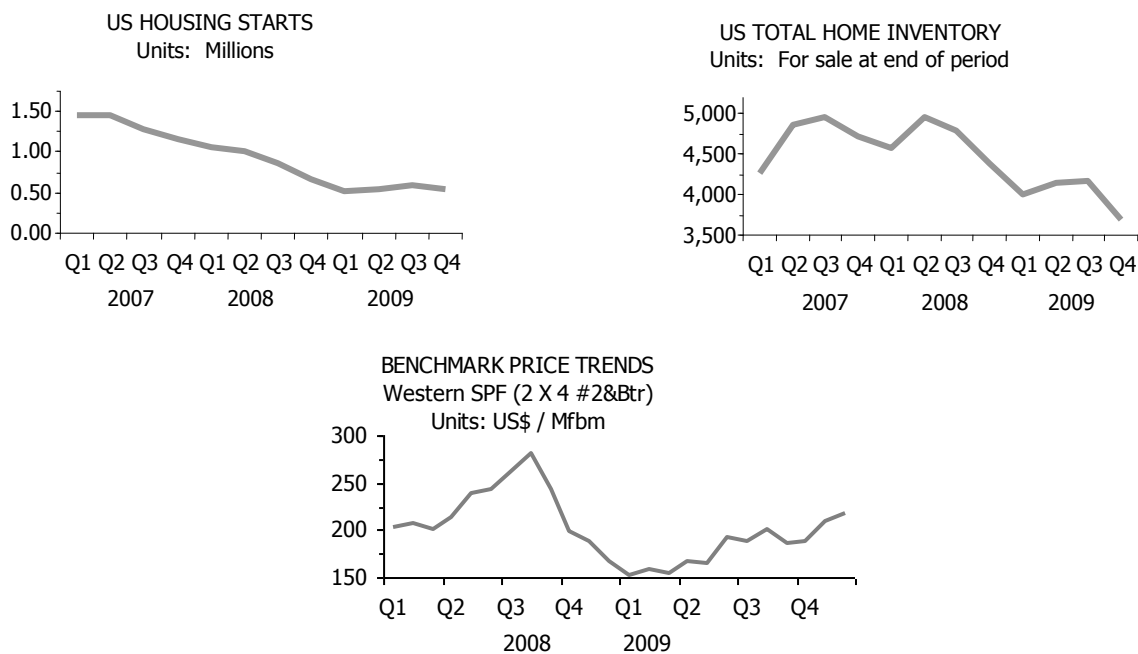 US HOUSING STARTS
Units: Millions
1.50
1.00
0.50
0.00
Q1 Q2 Q3 Q4 Q1 Q2 Q3 Q4 Q1 Q2 Q3 Q4
2007 2008 2009
US TOTAL HOME INVENTORY
Units: For sale at end of period
5,000
4,500
4,000
3,500
Q1 Q2 Q3 Q4 Q1 Q2 Q3 Q4 Q1 Q2 Q3 Q4
2007 2008 2009
BENCHMARK PRICE TRENDS
Western SPF (2 X 4 #2&Btr)
Units: US$ / Mfbm
300
250
200
150
Q1 Q2 Q3 Q4 Q1 Q2 Q3 Q4
2008 2009